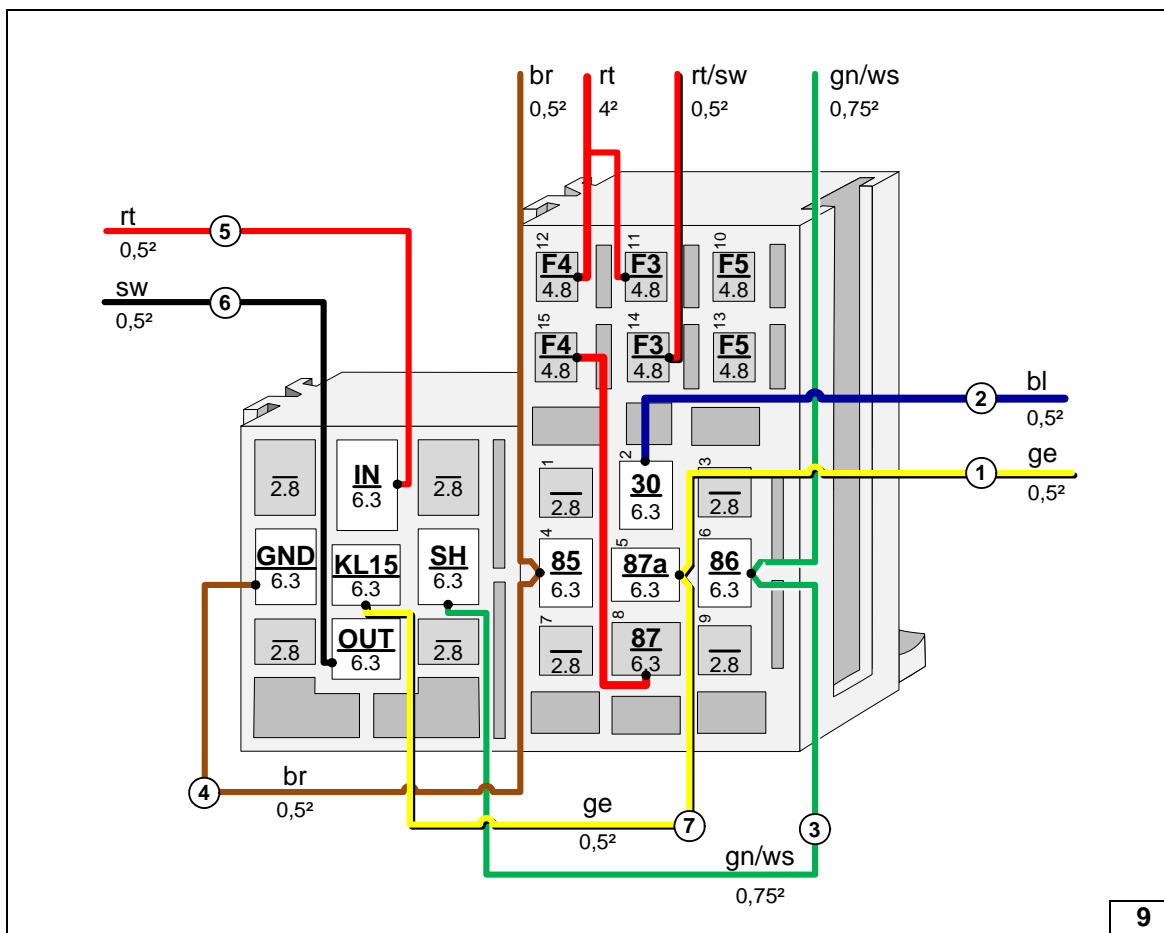 br rt rt/sw gn/ws
0,5² 4² 0,5² 0,75²
rt 5
0,5²
sw 6
0,5²
12 11 10
F4 F3 F5
4.8 4.8 4.8
15 14 13
F4 F3 F5
4.8 4.8 4.8
2 bl
0,5²
1 ge
0,5²
1 2 3
IN 30
2.8 6.3 2.8 2.8 6.3 2.8
4 5 6
GND KL15 SH 85 87a 86
6.3 6.3 6.3 6.3 6.3 6.3
7 8 9
OUT 87
2.8 6.3 2.8 2.8 6.3 2.8
4 br
0,5²
ge 7 3
0,5²
gn/ws
0,75²
9